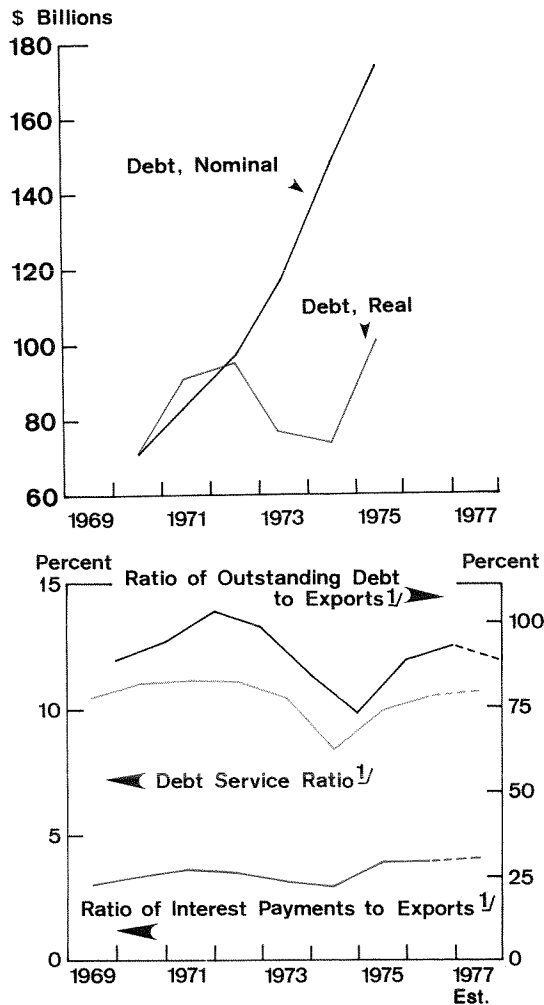 $ Billions
180
160
140
120
100
80
60
Debt, Nominal
Debt, Real
1969 1971 1973 1975 1977
Percent
Percent
15
10
5
0
100
75
50
25
0
Ratio of Outstanding Debt
to Exports 1/
Debt Service Ratio 1/
Ratio of Interest Payments to Exports 1/
1969 1971 1973 1975 1977
Est.